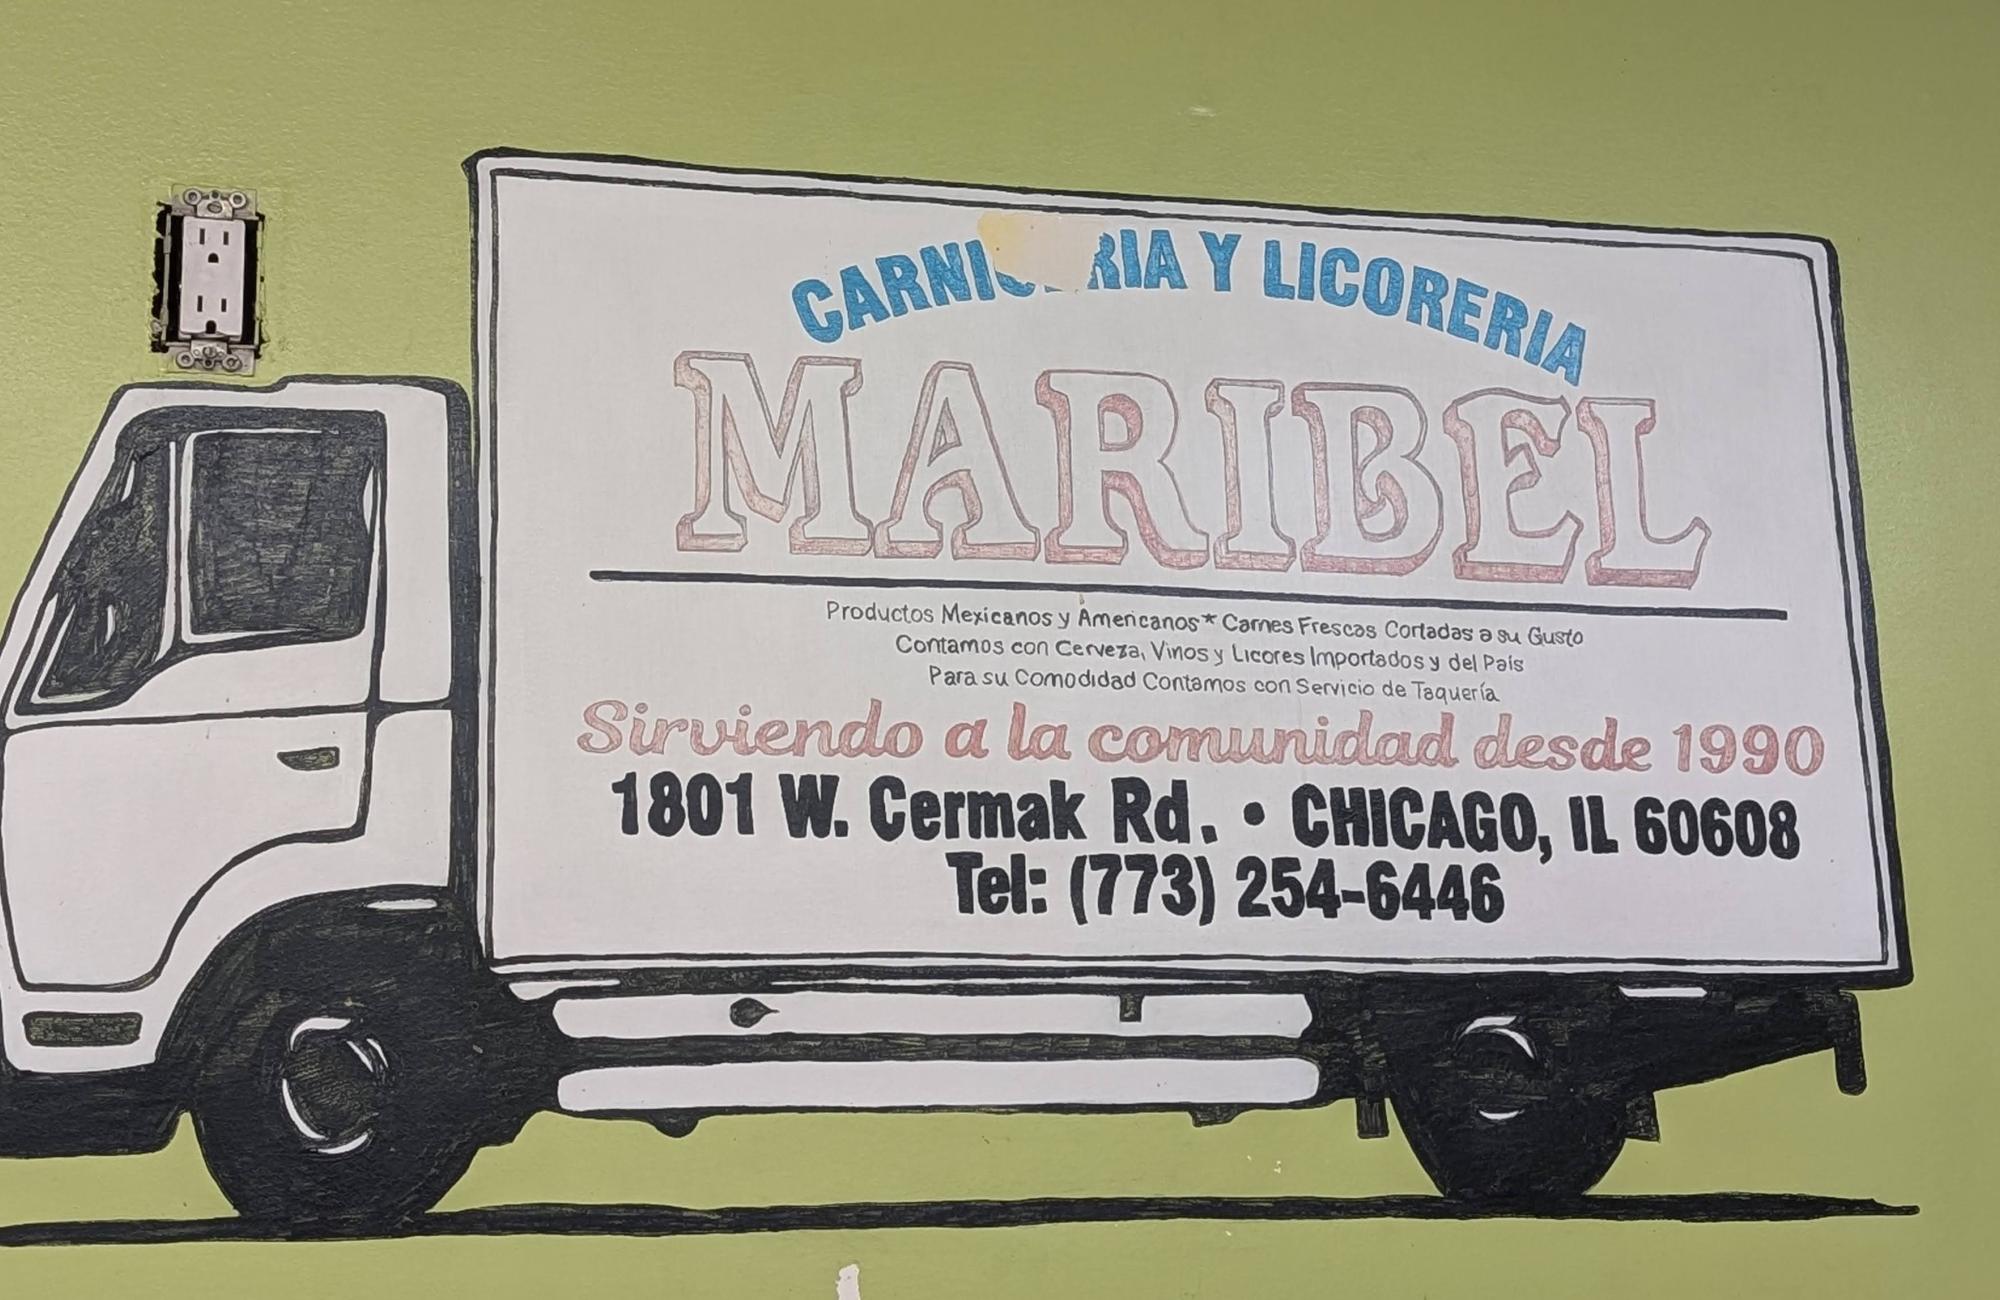 RIA Y LICORERIA
MARIBEL
Productos Mexicanos y Americanos* Carnes Frescas Cortadas a su Gusto
Contamos con Cerveza, Vinos y Licores Importados y del País
Para su Comodidad Contamos con Servicio de Taquería
Sirviendo a la comunidad desde 1990
1801 W. Cermak Rd. • CHICAGO, IL 60608
Tel: (773) 254-6446